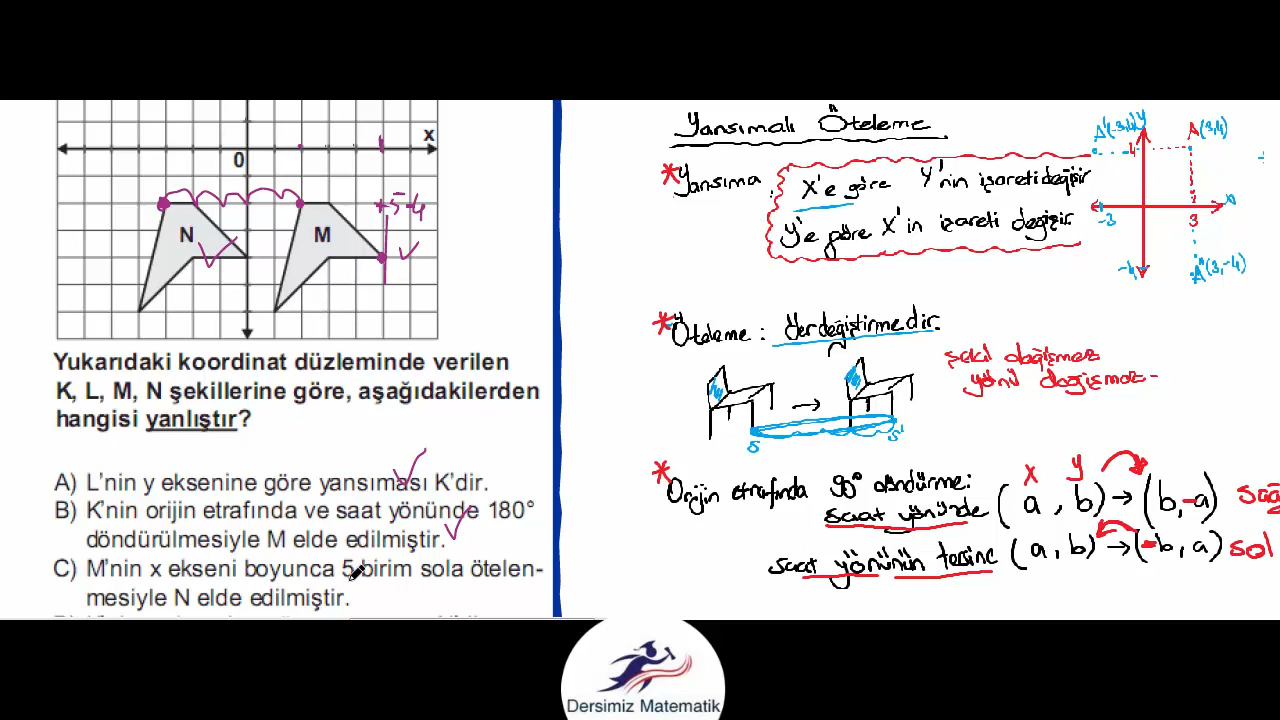 x
0
N
M
+5-4
Yukarıdaki koordinat düzleminde verilen
K, L, M, N şekillerine göre, aşağıdakilerden
hangisi yanlıştır?
A) L'nin y eksenine göre yansıması K'dir.
B) K'nin orijin etrafında ve saat yönünde 180°
döndürülmesiyle M elde edilmiştir.
C) M'nin x ekseni boyunca 5 birim sola ötelen-
mesiyle N elde edilmiştir.
Yansımalı Öteleme
*Yansıma: X'e göre Y'nin işareti değişir
Y'e göre X'in işareti değişir
A'(-3,4) y A(3,4)
4
x
-3 3
-4 A''(3,-4)
*Öteleme: Yer değiştirmedir.
şekil değişmez
yönü değişmez
5 5'
* Orijin etrafında 90° döndürme:
x y
saat yönünde (a, b) → (b,-a) sağ
saat yönünün tersine (a, b) → (-b, a) sol
Dersimiz Matematik